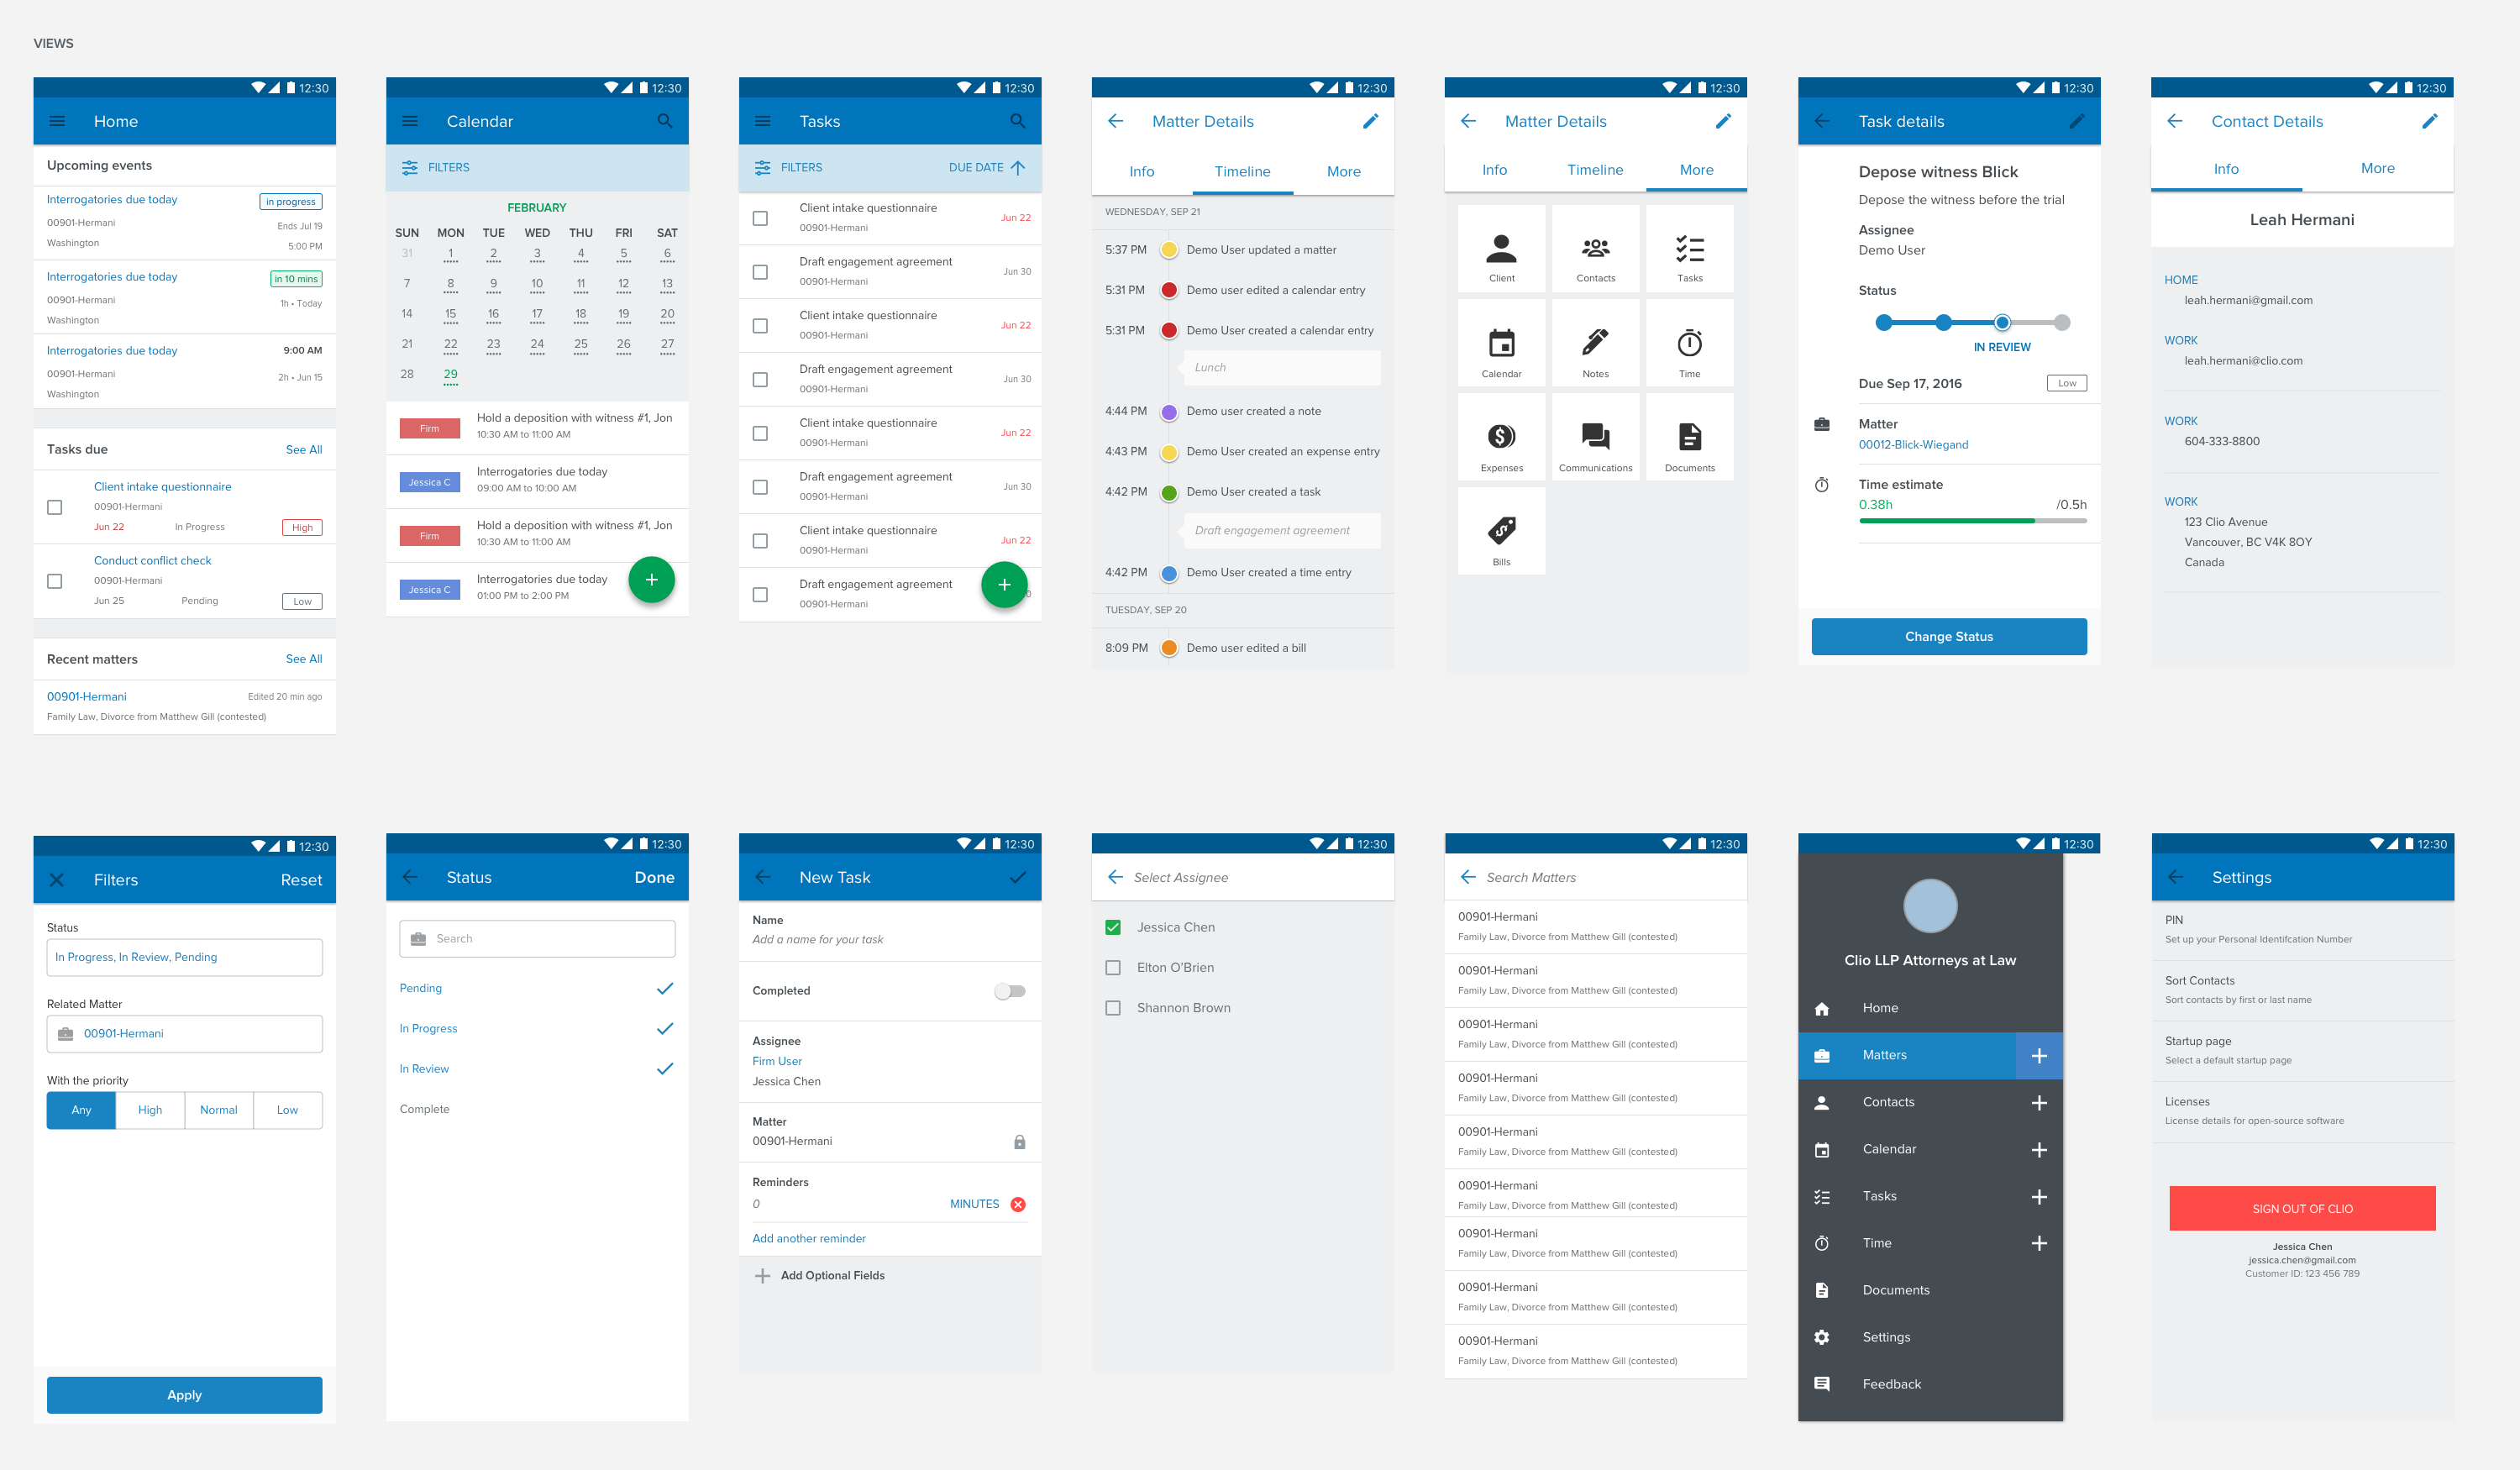 VIEWS
12:30
Home
Upcoming events
Interrogatories due today
in progress
00901-Hermani
Ends Jul 19
Washington
5:00 PM
Interrogatories due today
in 10 mins
00901-Hermani
1h • Today
Washington
Interrogatories due today
9:00 AM
00901-Hermani
2h • Jun 15
Washington
Tasks due
See All
Client intake questionnaire
00901-Hermani
Jun 22
In Progress
High
Conduct conflict check
00901-Hermani
Jun 25
Pending
Low
Recent matters
See All
00901-Hermani
Edited 20 min ago
Family Law, Divorce from Matthew Gill (contested)
12:30
Calendar
FILTERS
FEBRUARY
SUN MON TUE WED THU FRI SAT
31 1 2 3 4 5 6
7 8 9 10 11 12 13
14 15 16 17 18 19 20
21 22 23 24 25 26 27
28 29
Firm
Hold a deposition with witness #1, Jon
10:30 AM to 11:00 AM
Jessica C
Interrogatories due today
09:00 AM to 10:00 AM
Firm
Hold a deposition with witness #1, Jon
10:30 AM to 11:00 AM
Jessica C
Interrogatories due today
01:00 PM to 2:00 PM
12:30
Tasks
FILTERS
DUE DATE
Client intake questionnaire
00901-Hermani
Jun 22
Draft engagement agreement
00901-Hermani
Jun 30
Client intake questionnaire
00901-Hermani
Jun 22
Draft engagement agreement
00901-Hermani
Jun 30
Client intake questionnaire
00901-Hermani
Jun 22
Draft engagement agreement
00901-Hermani
Jun 30
Client intake questionnaire
00901-Hermani
Jun 22
Draft engagement agreement
00901-Hermani
12:30
Matter Details
Info
Timeline
More
WEDNESDAY, SEP 21
5:37 PM Demo User updated a matter
5:31 PM Demo user edited a calendar entry
5:31 PM Demo User created a calendar entry
Lunch
4:44 PM Demo user created a note
4:43 PM Demo User created an expense entry
4:42 PM Demo User created a task
Draft engagement agreement
4:42 PM Demo User created a time entry
TUESDAY, SEP 20
8:09 PM Demo user edited a bill
12:30
Matter Details
Info
Timeline
More
Client
Contacts
Tasks
Calendar
Notes
Time
Expenses
Communications
Documents
Bills
12:30
Task details
Depose witness Blick
Depose the witness before the trial
Assignee
Demo User
Status
IN REVIEW
Due Sep 17, 2016
Low
Matter
00012-Blick-Wiegand
Time estimate
0.38h
/0.5h
Change Status
12:30
Contact Details
Info
More
Leah Hermani
HOME
leah.hermani@gmail.com
WORK
leah.hermani@clio.com
WORK
604-333-8800
WORK
123 Clio Avenue
Vancouver, BC V4K 8OY
Canada
12:30
Filters
Reset
Status
In Progress, In Review, Pending
Related Matter
00901-Hermani
With the priority
Any
High
Normal
Low
Apply
12:30
Status
Done
Search
Pending
In Progress
In Review
Complete
12:30
New Task
Name
Add a name for your task
Completed
Assignee
Firm User
Jessica Chen
Matter
00901-Hermani
Reminders
0
MINUTES
Add another reminder
Add Optional Fields
12:30
Select Assignee
Jessica Chen
Elton O'Brien
Shannon Brown
12:30
Search Matters
00901-Hermani
Family Law, Divorce from Matthew Gill (contested)
00901-Hermani
Family Law, Divorce from Matthew Gill (contested)
00901-Hermani
Family Law, Divorce from Matthew Gill (contested)
00901-Hermani
Family Law, Divorce from Matthew Gill (contested)
00901-Hermani
Family Law, Divorce from Matthew Gill (contested)
00901-Hermani
Family Law, Divorce from Matthew Gill (contested)
00901-Hermani
Family Law, Divorce from Matthew Gill (contested)
00901-Hermani
Family Law, Divorce from Matthew Gill (contested)
00901-Hermani
Family Law, Divorce from Matthew Gill (contested)
12:30
Clio LLP Attorneys at Law
Home
Matters
Contacts
Calendar
Tasks
Time
Documents
Settings
Feedback
12:30
Settings
PIN
Set up your Personal Identifcation Number
Sort Contacts
Sort contacts by first or last name
Startup page
Select a default startup page
Licenses
License details for open-source software
SIGN OUT OF CLIO
Jessica Chen
jessica.chen@gmail.com
Customer ID: 123 456 789